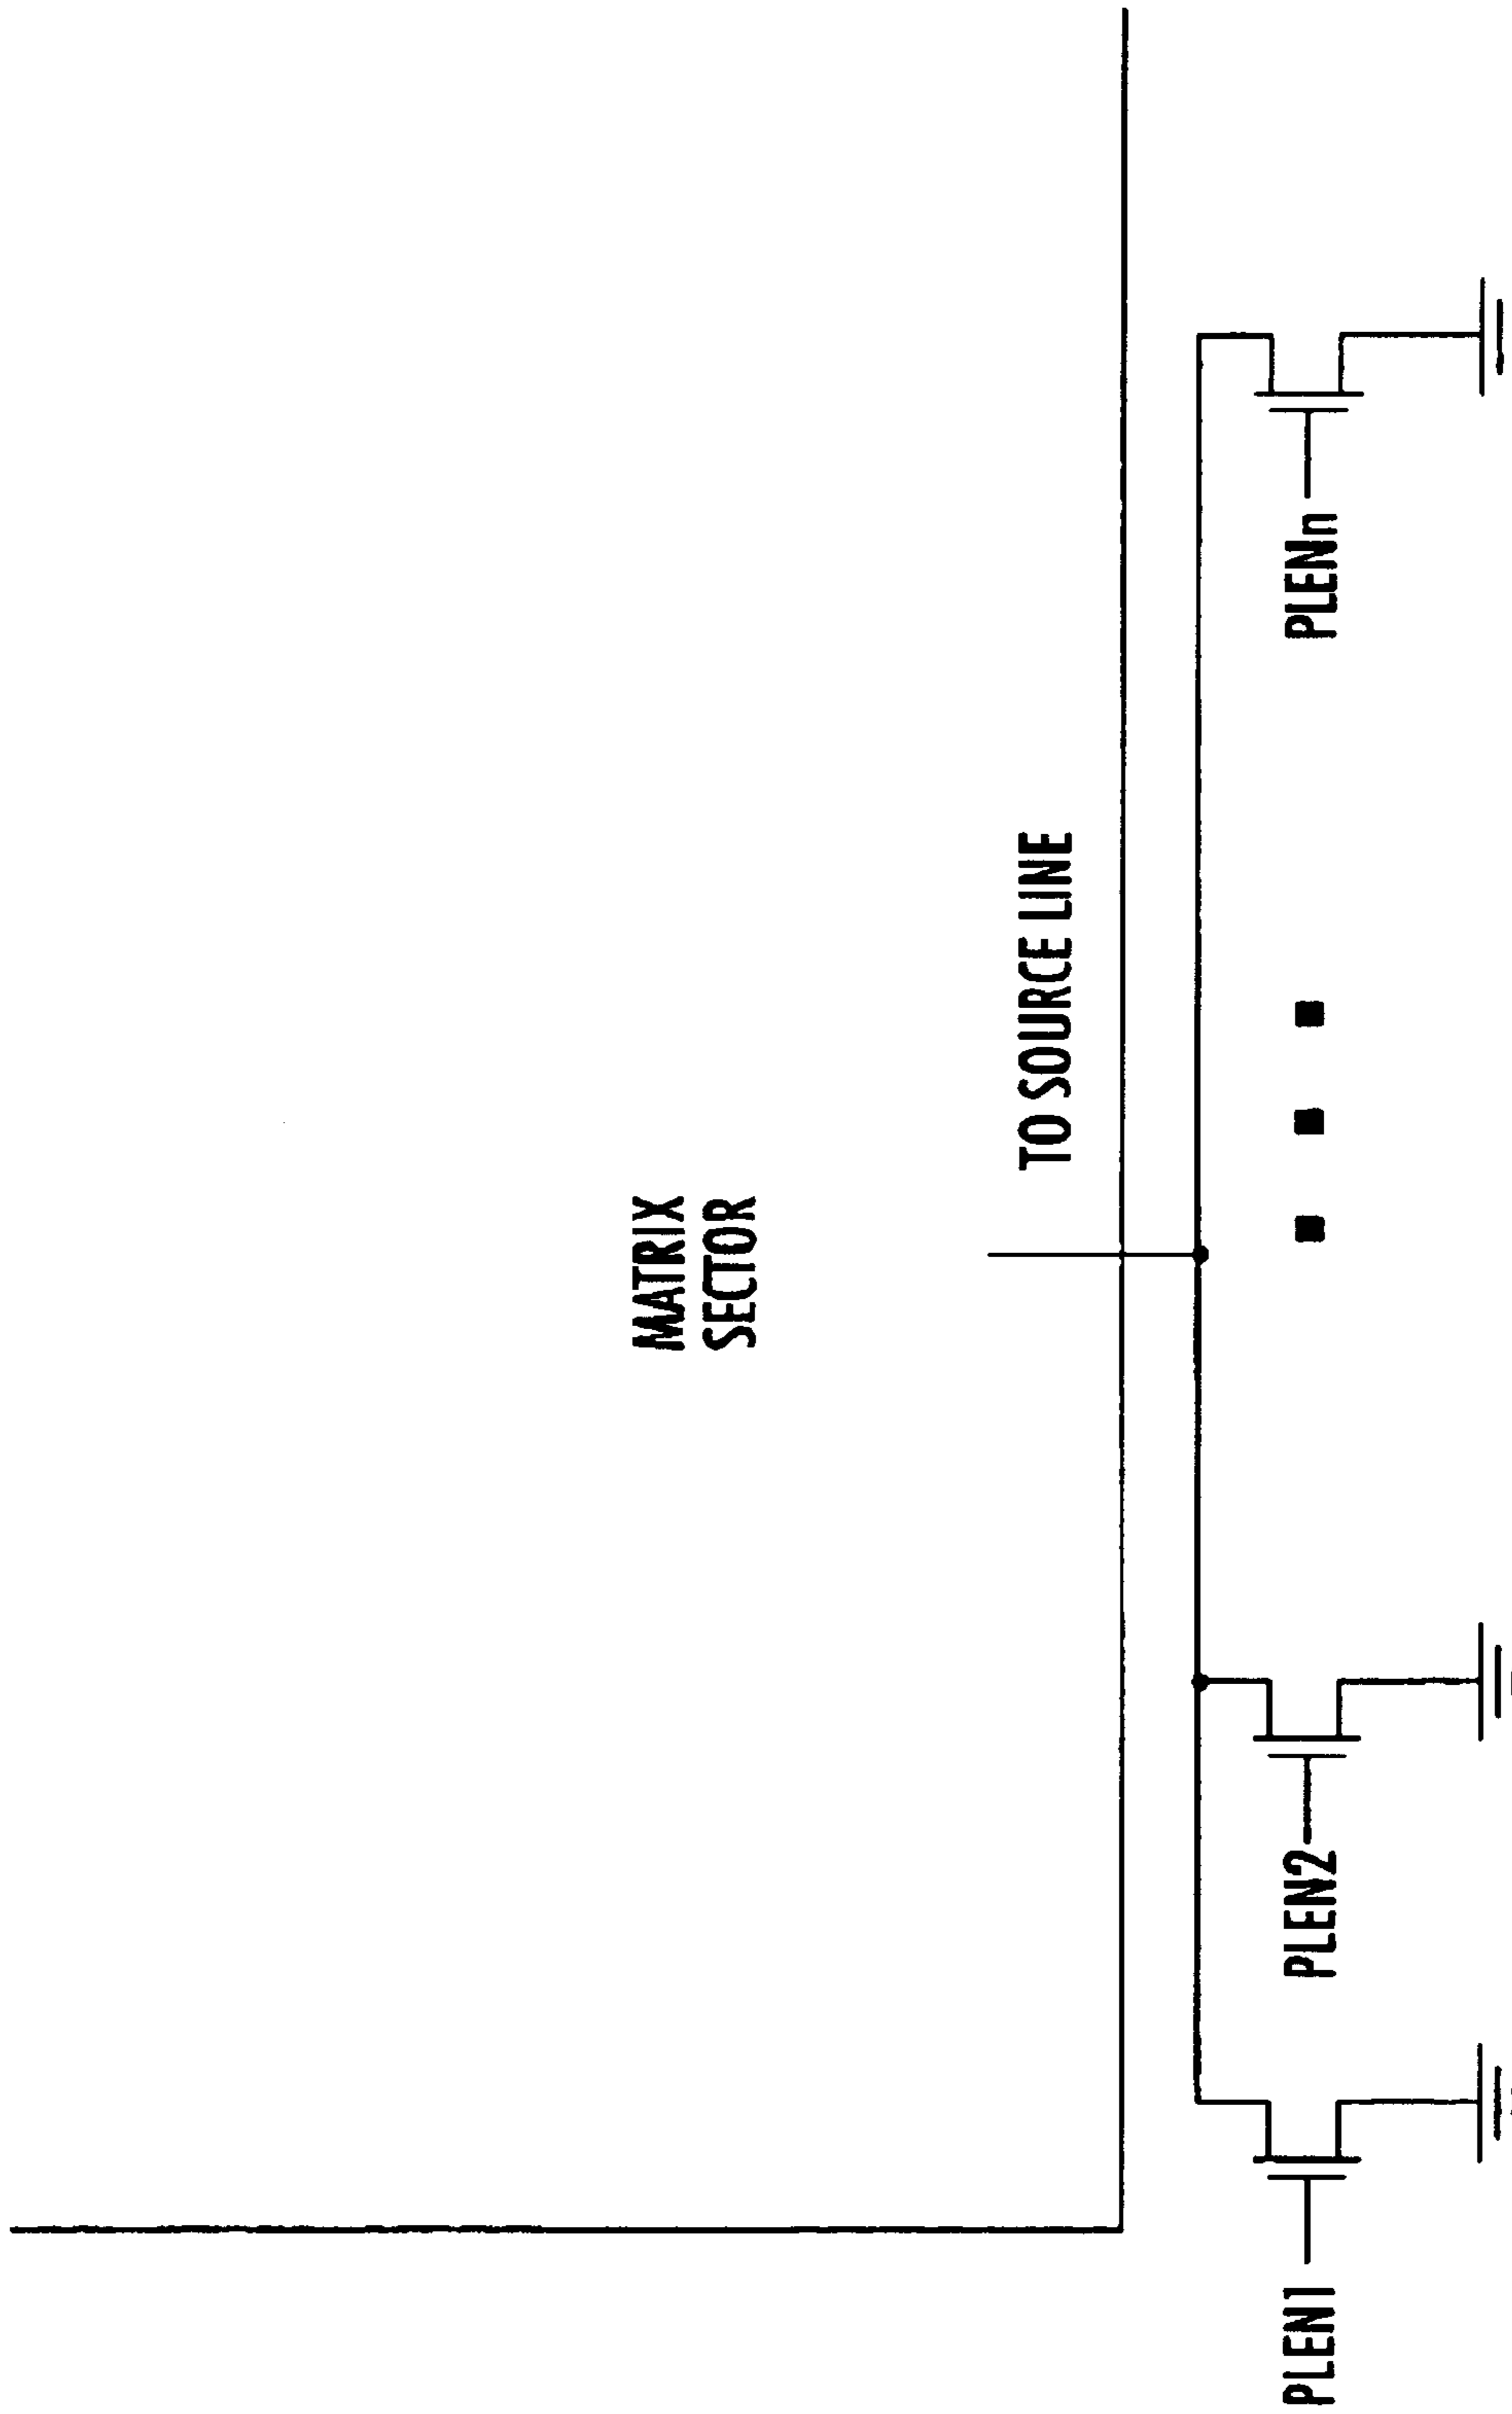 MATRIX
SECTOR
TO SOURCE LINE
PLEN1
PLEN2
PLENn